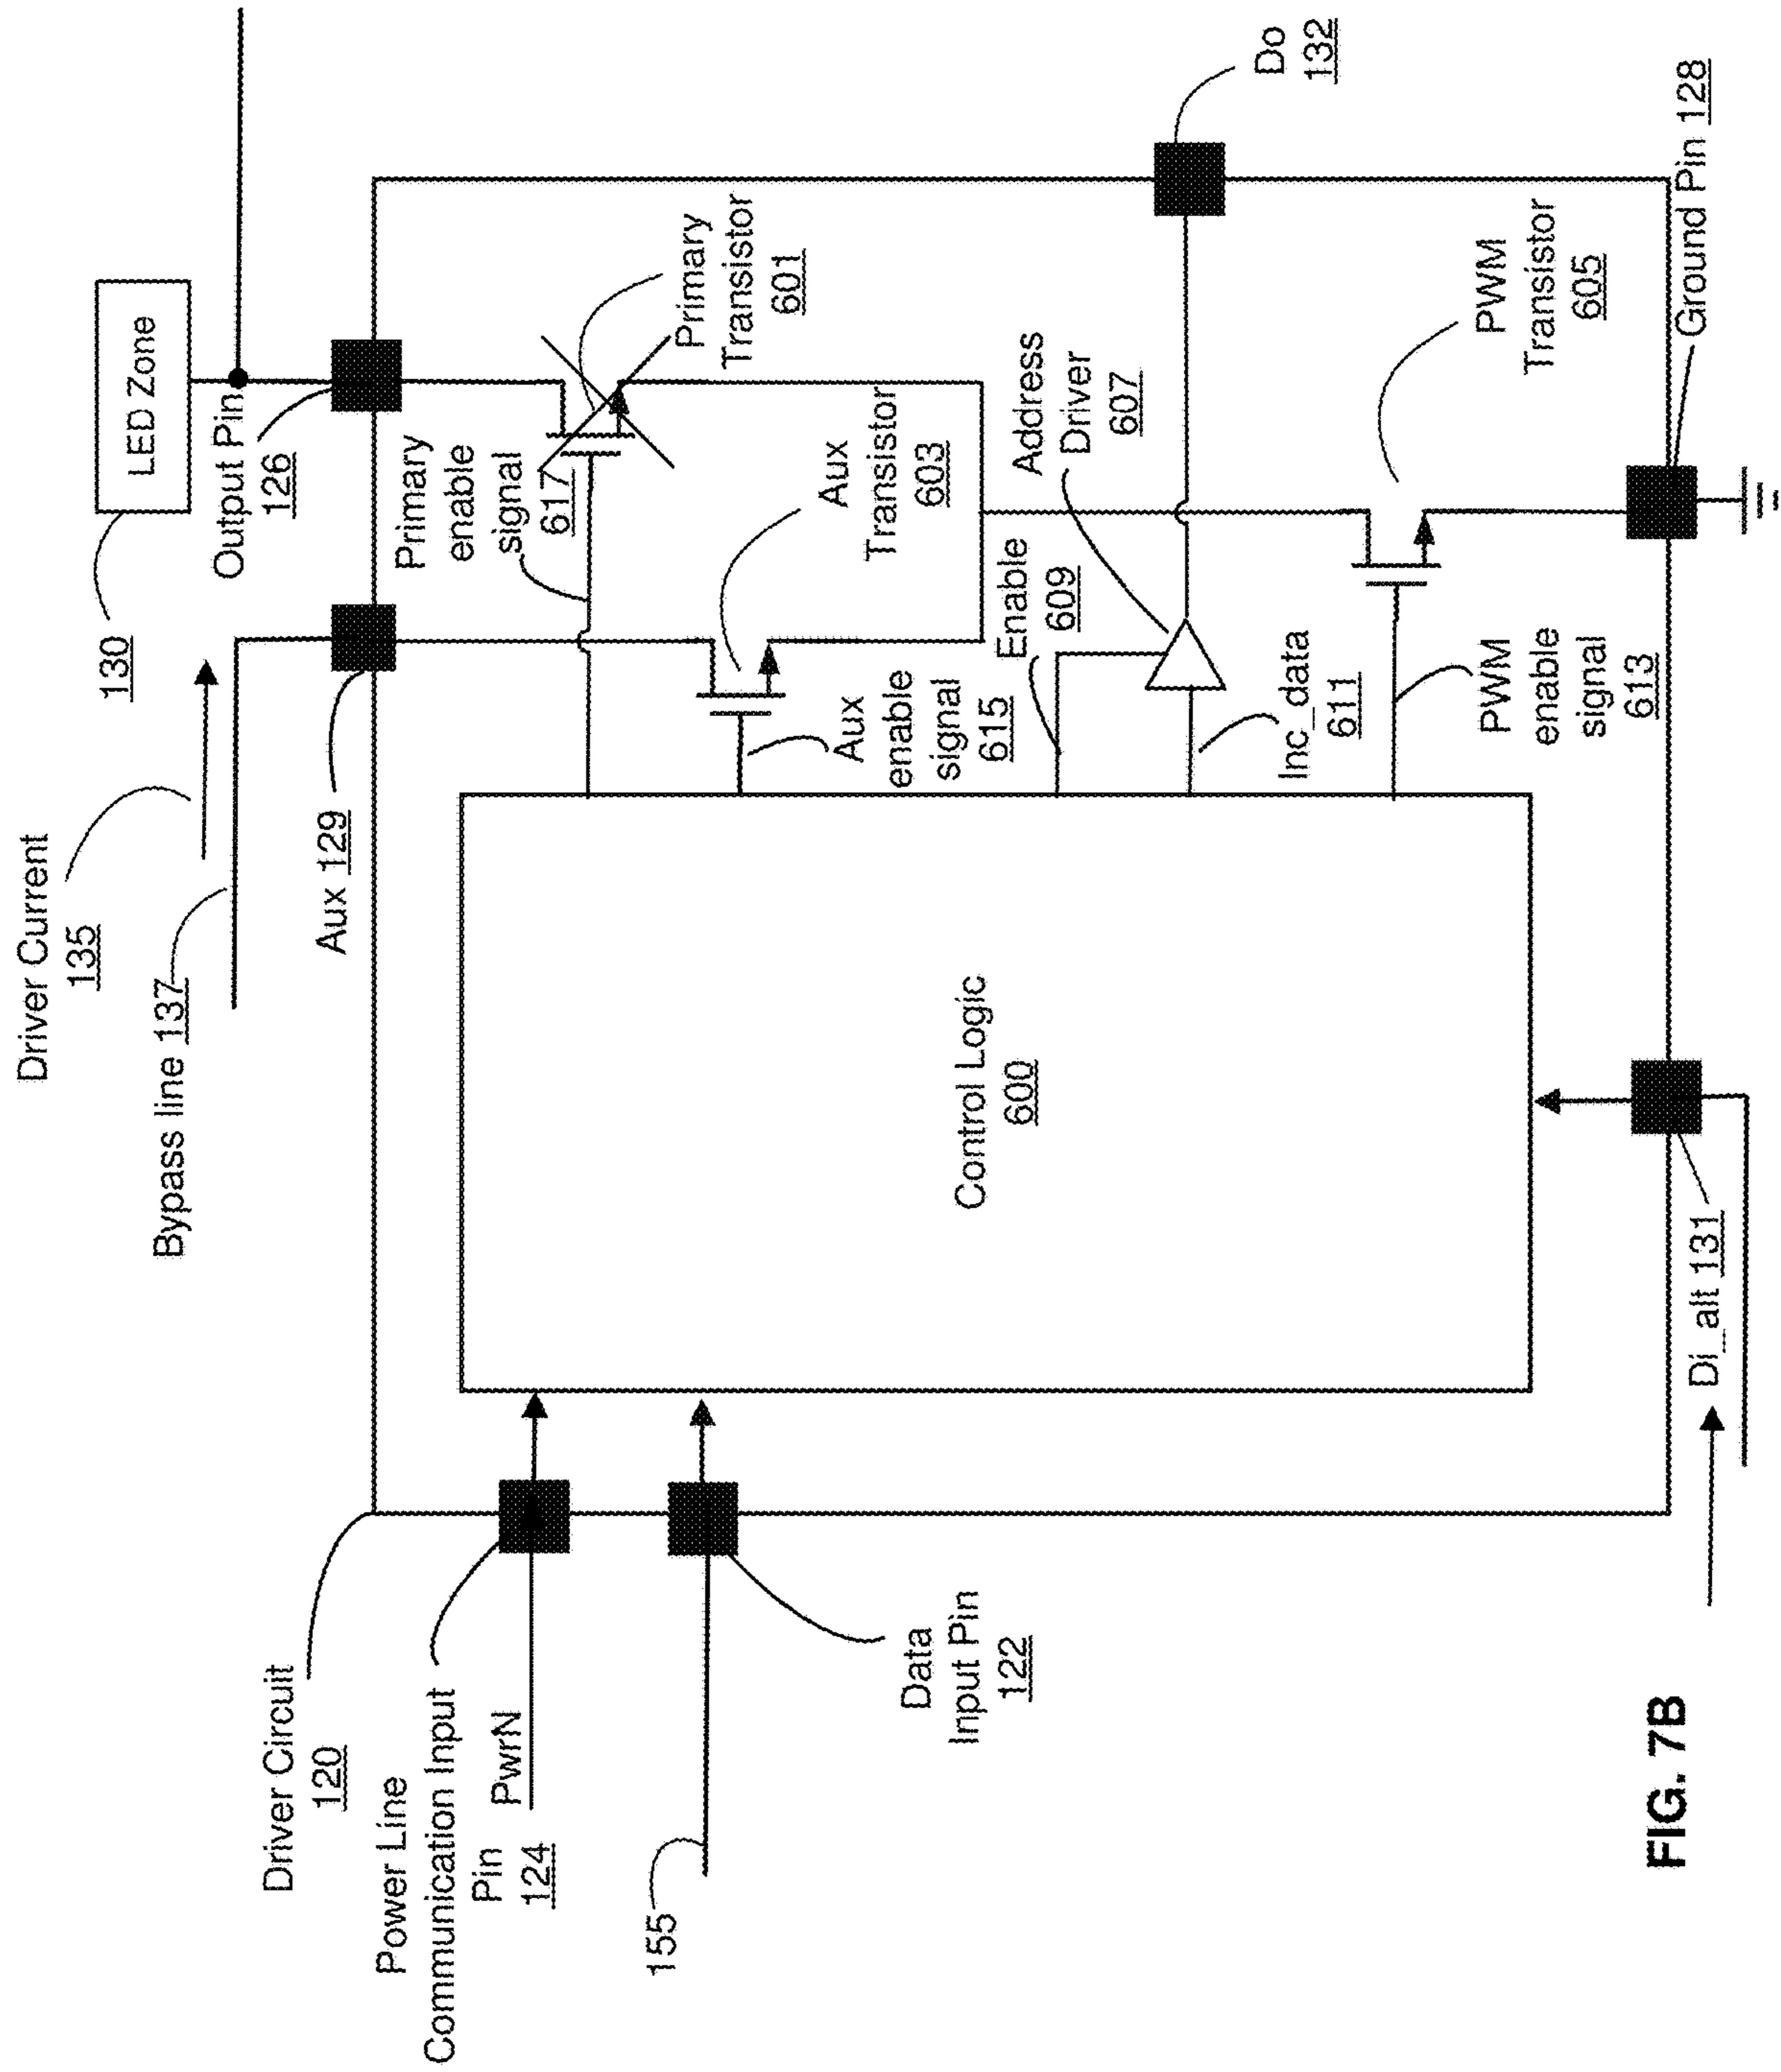 Driver Current
135
Bypass line 137
130
LED Zone
Output Pin
126
Aux 129
Driver Circuit
120
Power Line
Communication Input
Pin
124
PwrN
155
Data
Input Pin
122
Control Logic
600
Primary
enable
signal
617
Primary
Transistor
601
Aux
Transistor
603
Aux
enable
signal
615
Enable
609
Address
Driver
607
Inc_data
611
PWM
enable
signal
613
PWM
Transistor
605
Do
132
Ground Pin 128
Di_alt 131
FIG. 7B